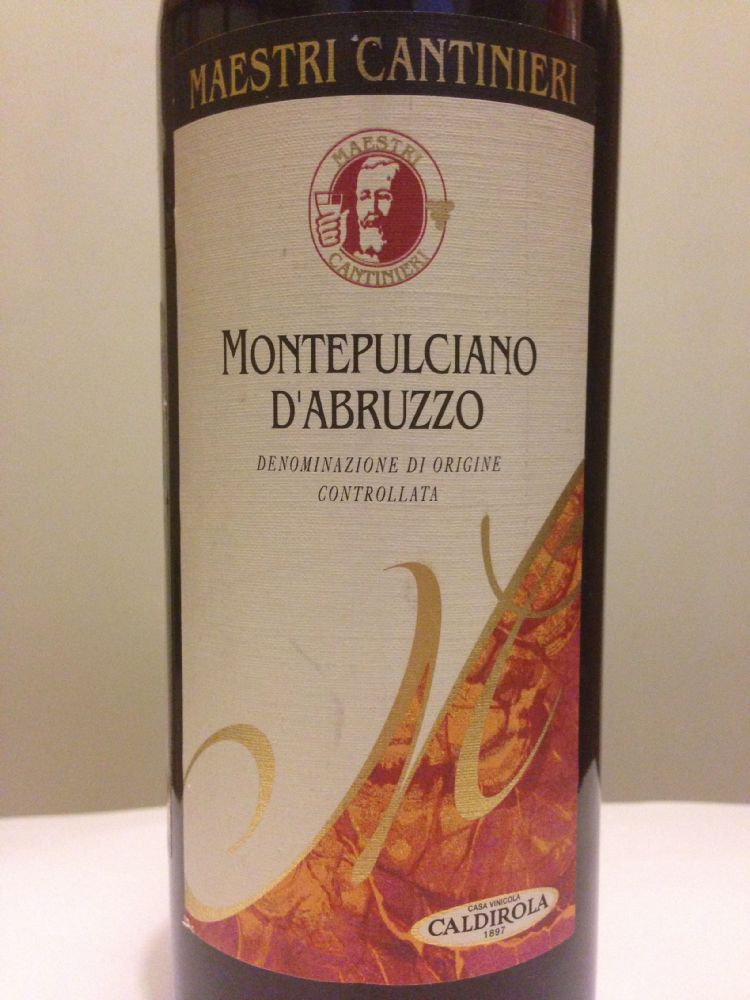 MAESTRI CANTINIERI
MAESTRI
CANTINIERI
MONTEPULCIANO
D'ABRUZZO
DENOMINAZIONE DI ORIGINE
CONTROLLATA
M
CASA VINICOLA
CALDIROLA
1897